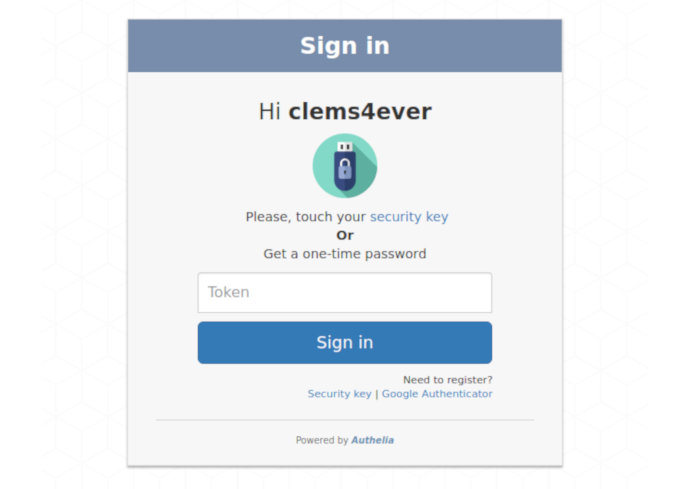 Sign in
Hi clems4ever
Please, touch your security key
Or
Get a one-time password
Token
Sign in
Need to register?
Security key | Google Authenticator
Powered by Authelia